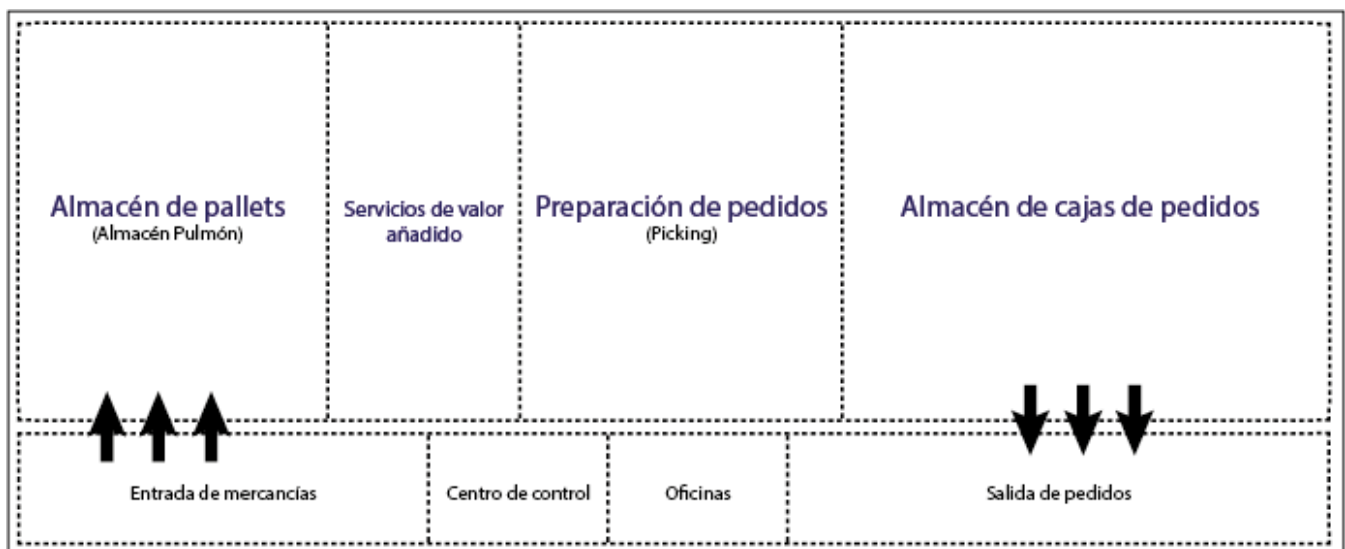 Almacén de pallets
(Almacén Pulmón)
Servicios de valor
añadido
Preparación de pedidos
(Picking)
Almacén de cajas de pedidos
Entrada de mercancías
Centro de control
Oficinas
Salida de pedidos